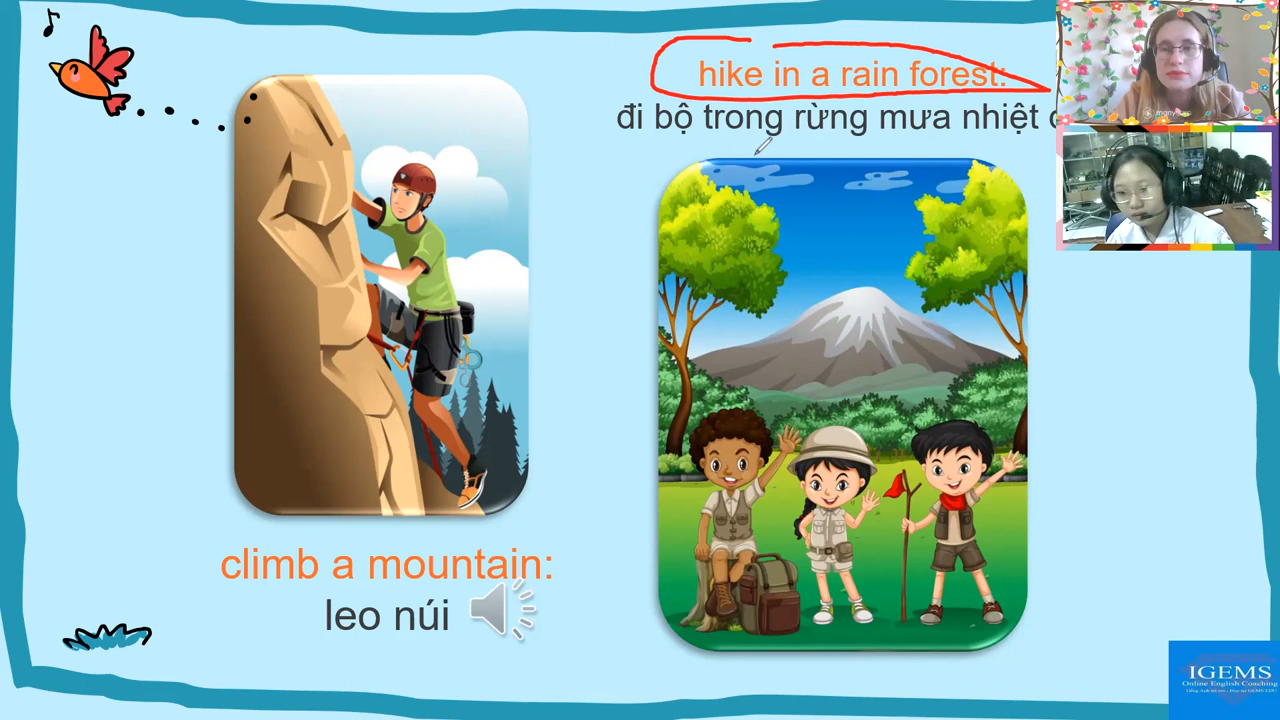 hike in a rain forest:
đi bộ trong rừng mưa nhiệt
climb a mountain:
leo núi
IGEMS
Online English Coaching